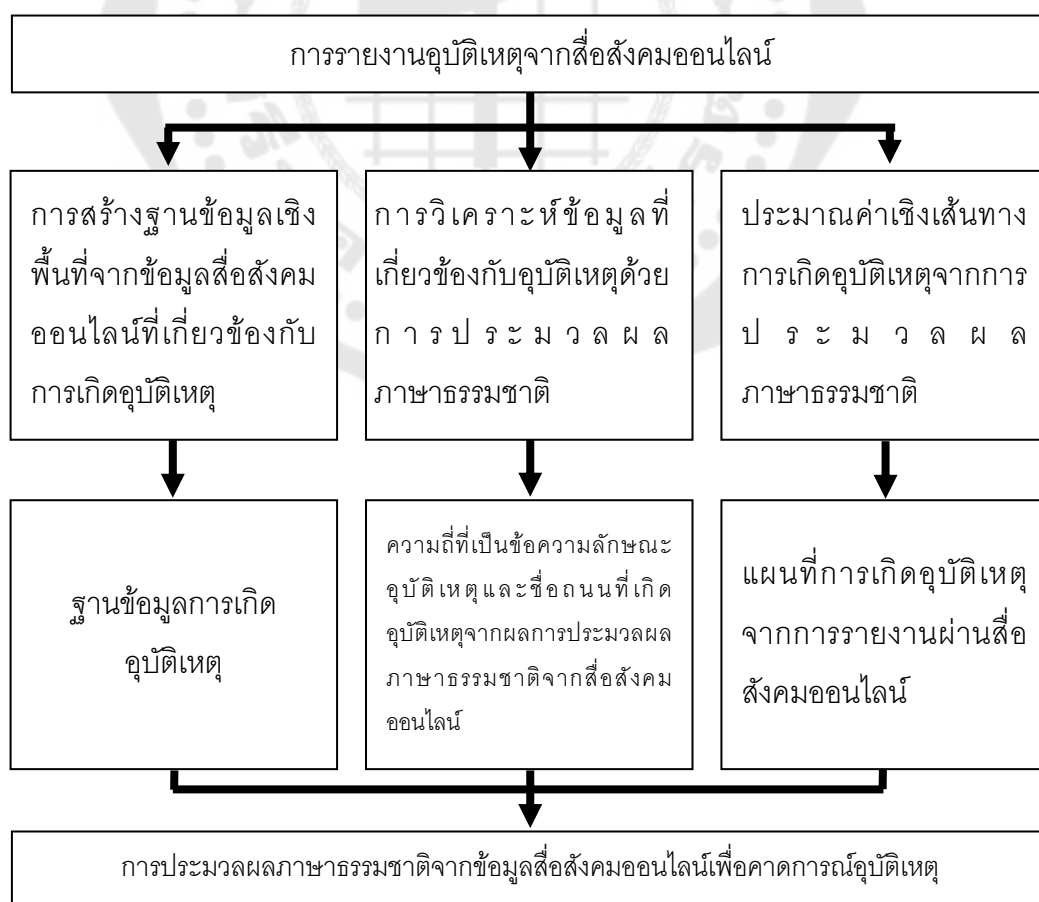 การรายงานอุบัติเหตุจากสื่อสังคมออนไลน์
การสร้างฐานข้อมูลเชิง
พื้นที่จากข้อมูลสื่อสังคม
ออนไลน์ที่เกี่ยวข้องกับ
การเกิดอุบัติเหตุ
การวิเคราะห์ข้อมูลที่
เกี่ยวข้องกับอุบัติเหตุด้วย
การประมวลผล
ภาษาธรรมชาติ
ประมาณค่าเชิงเส้นทาง
การเกิดอุบัติเหตุจากการ
ประมวลผล
ภาษาธรรมชาติ
ฐานข้อมูลการเกิด
อุบัติเหตุ
ความถี่ที่เป็นข้อความลักษณะ
อุบัติเหตุและชื่อถนนที่เกิด
อุบัติเหตุจากผลการประมวลผล
ภาษาธรรมชาติจากสื่อสังคม
ออนไลน์
แผนที่การเกิดอุบัติเหตุ
จากการรายงานผ่านสื่อ
สังคมออนไลน์
การประมวลผลภาษาธรรมชาติจากข้อมูลสื่อสังคมออนไลน์เพื่อคาดการณ์อุบัติเหตุ